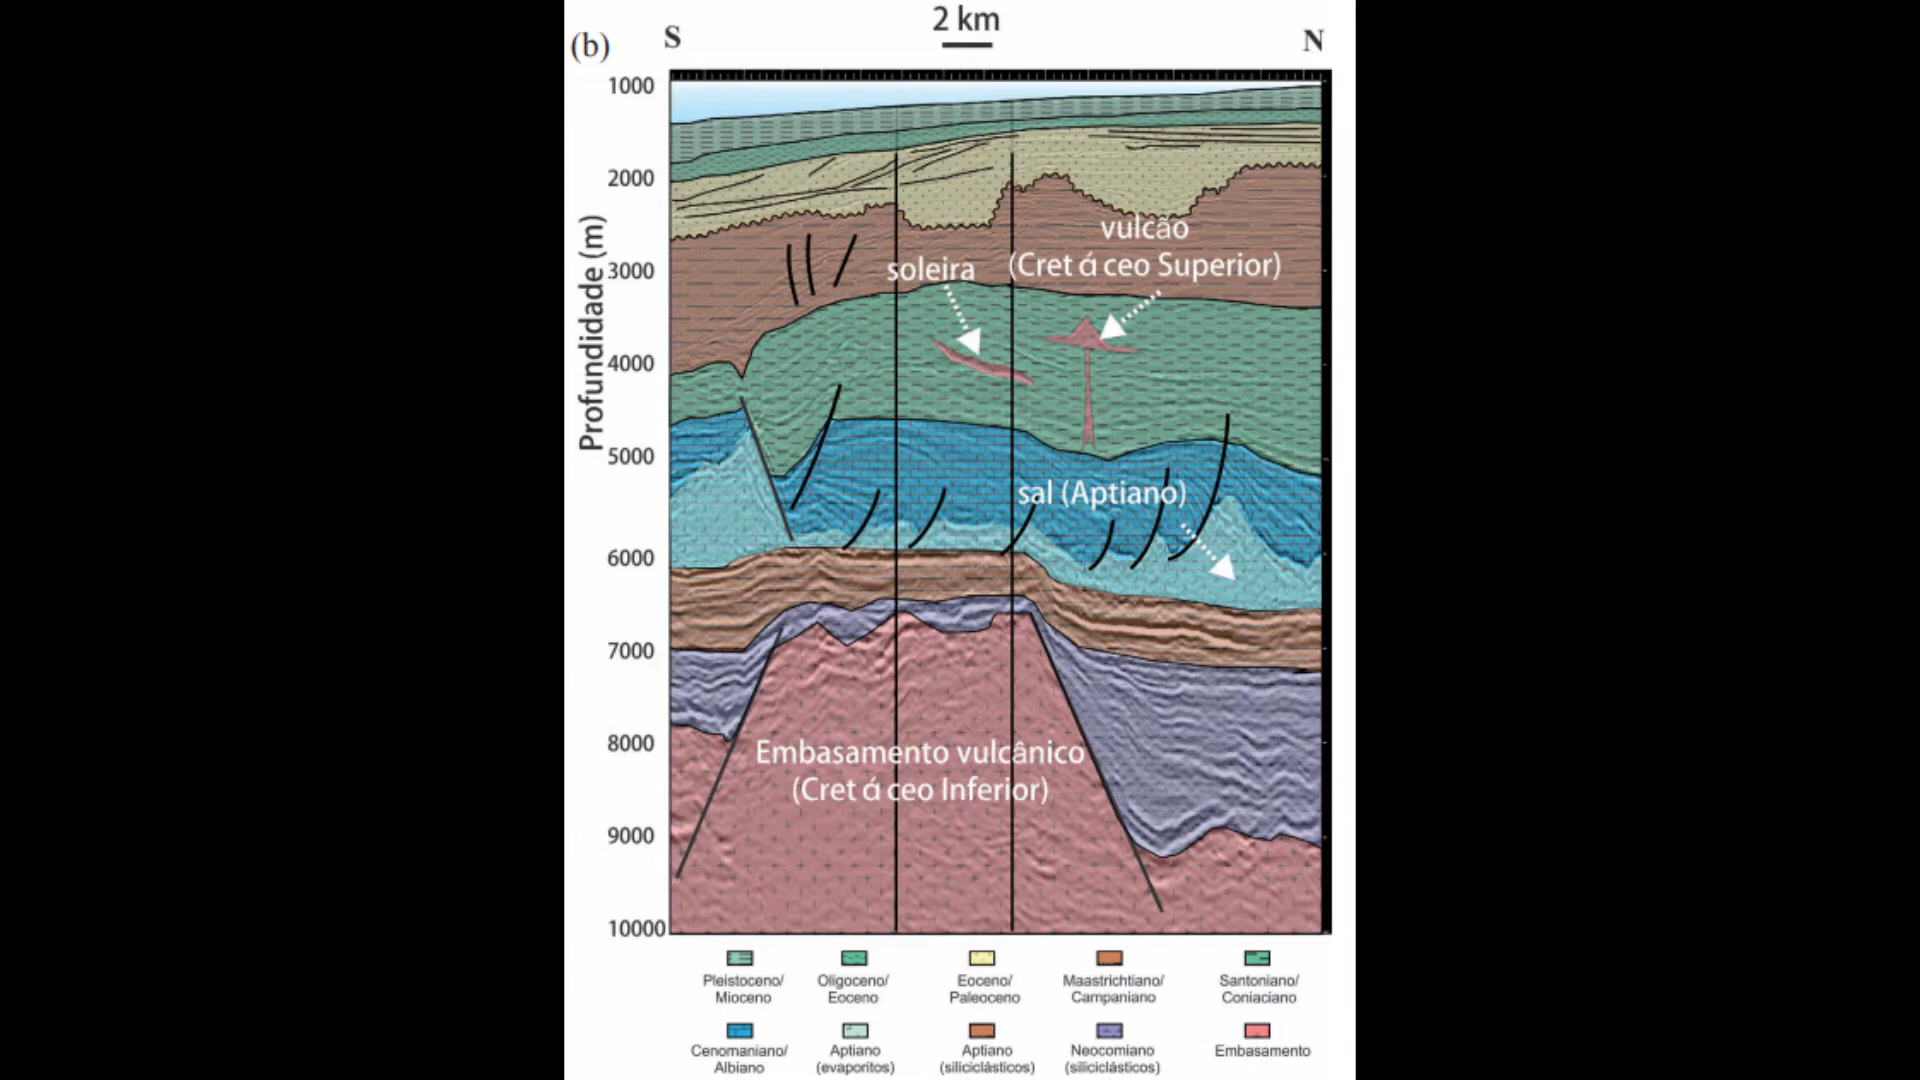 2 km
(b)
S
N
1000
2000
3000
4000
5000
6000
7000
8000
9000
10000
Profundidade (m)
vulcão
(Cret á ceo Superior)
soleira
sal (Aptiano)
Embasamento vulcânico
(Cret á ceo Inferior)
Pleistoceno/
Mioceno
Oligoceno/
Eoceno
Eoceno/
Paleoceno
Maastrichtiano/
Campaniano
Santoniano/
Coniaciano
Cenomaniano/
Albiano
Aptiano
(evaporitos)
Aptiano
(siliciclásticos)
Neocomiano
(siliciclásticos)
Embasamento